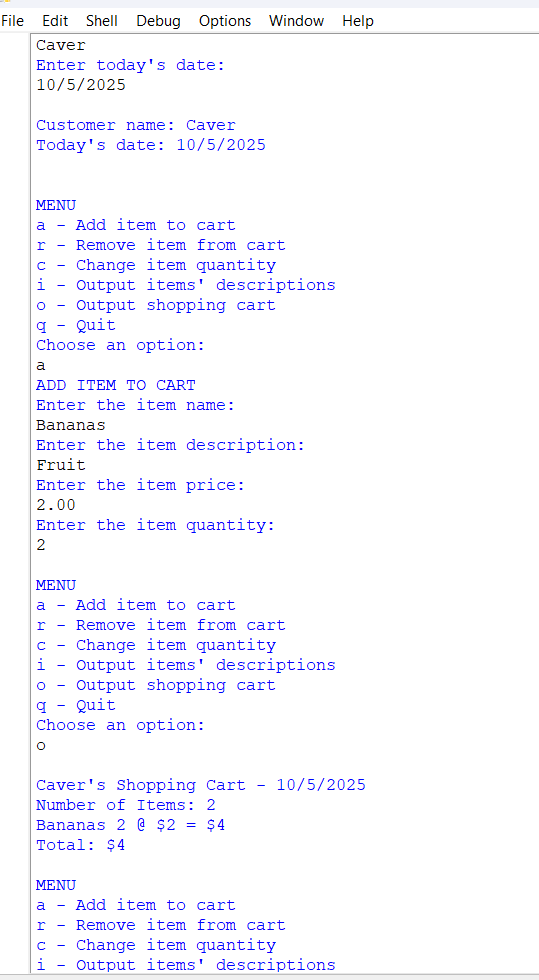 File Edit Shell Debug Options Window Help
Caver
Enter today's date:
10/5/2025
Customer name: Caver
Today's date: 10/5/2025
MENU
a - Add item to cart
r - Remove item from cart
c - Change item quantity
i - Output items' descriptions
o - Output shopping cart
q - Quit
Choose an option:
a
ADD ITEM TO CART
Enter the item name:
Bananas
Enter the item description:
Fruit
Enter the item price:
2.00
Enter the item quantity:
2
MENU
a - Add item to cart
r - Remove item from cart
c - Change item quantity
i - Output items' descriptions
o - Output shopping cart
q - Quit
Choose an option:
o
Caver's Shopping Cart - 10/5/2025
Number of Items: 2
Bananas 2 @ $2 = $4
Total: $4
MENU
a - Add item to cart
r - Remove item from cart
c - Change item quantity
i - Output items' descriptions